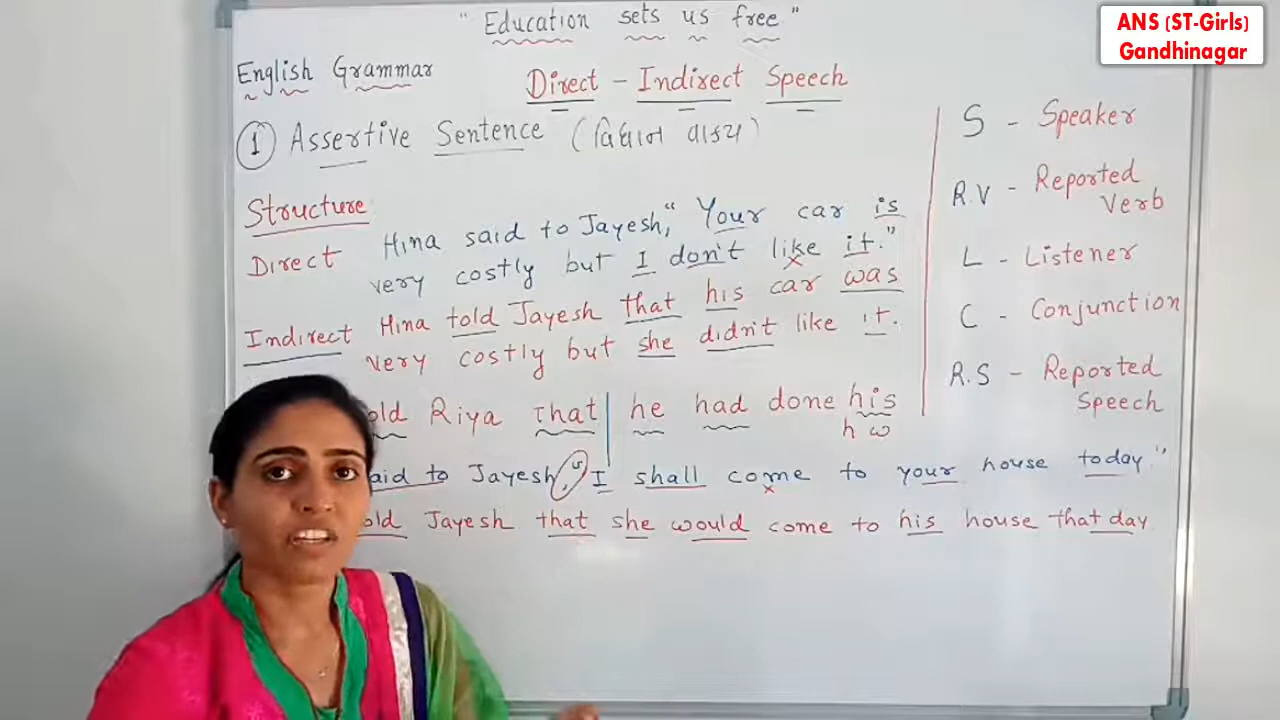 " Education sets us free "
ANS (ST-Girls)
Gandhinagar
English Grammar
Direct - Indirect Speech
1 Assertive Sentence (વિધાન વાક્ય)
Structure
Direct Hina said to Jayesh, "Your car is
very costly but I don't like it."
Indirect Hina told Jayesh that his car was
very costly but she didn't like it.
old Riya that he had done his
h w
aid to Jayesh, " I shall come to your house today."
old Jayesh that she would come to his house that day
S - Speaker
R.V - Reported
Verb
L - Listener
C - Conjunction
R.S - Reported
Speech